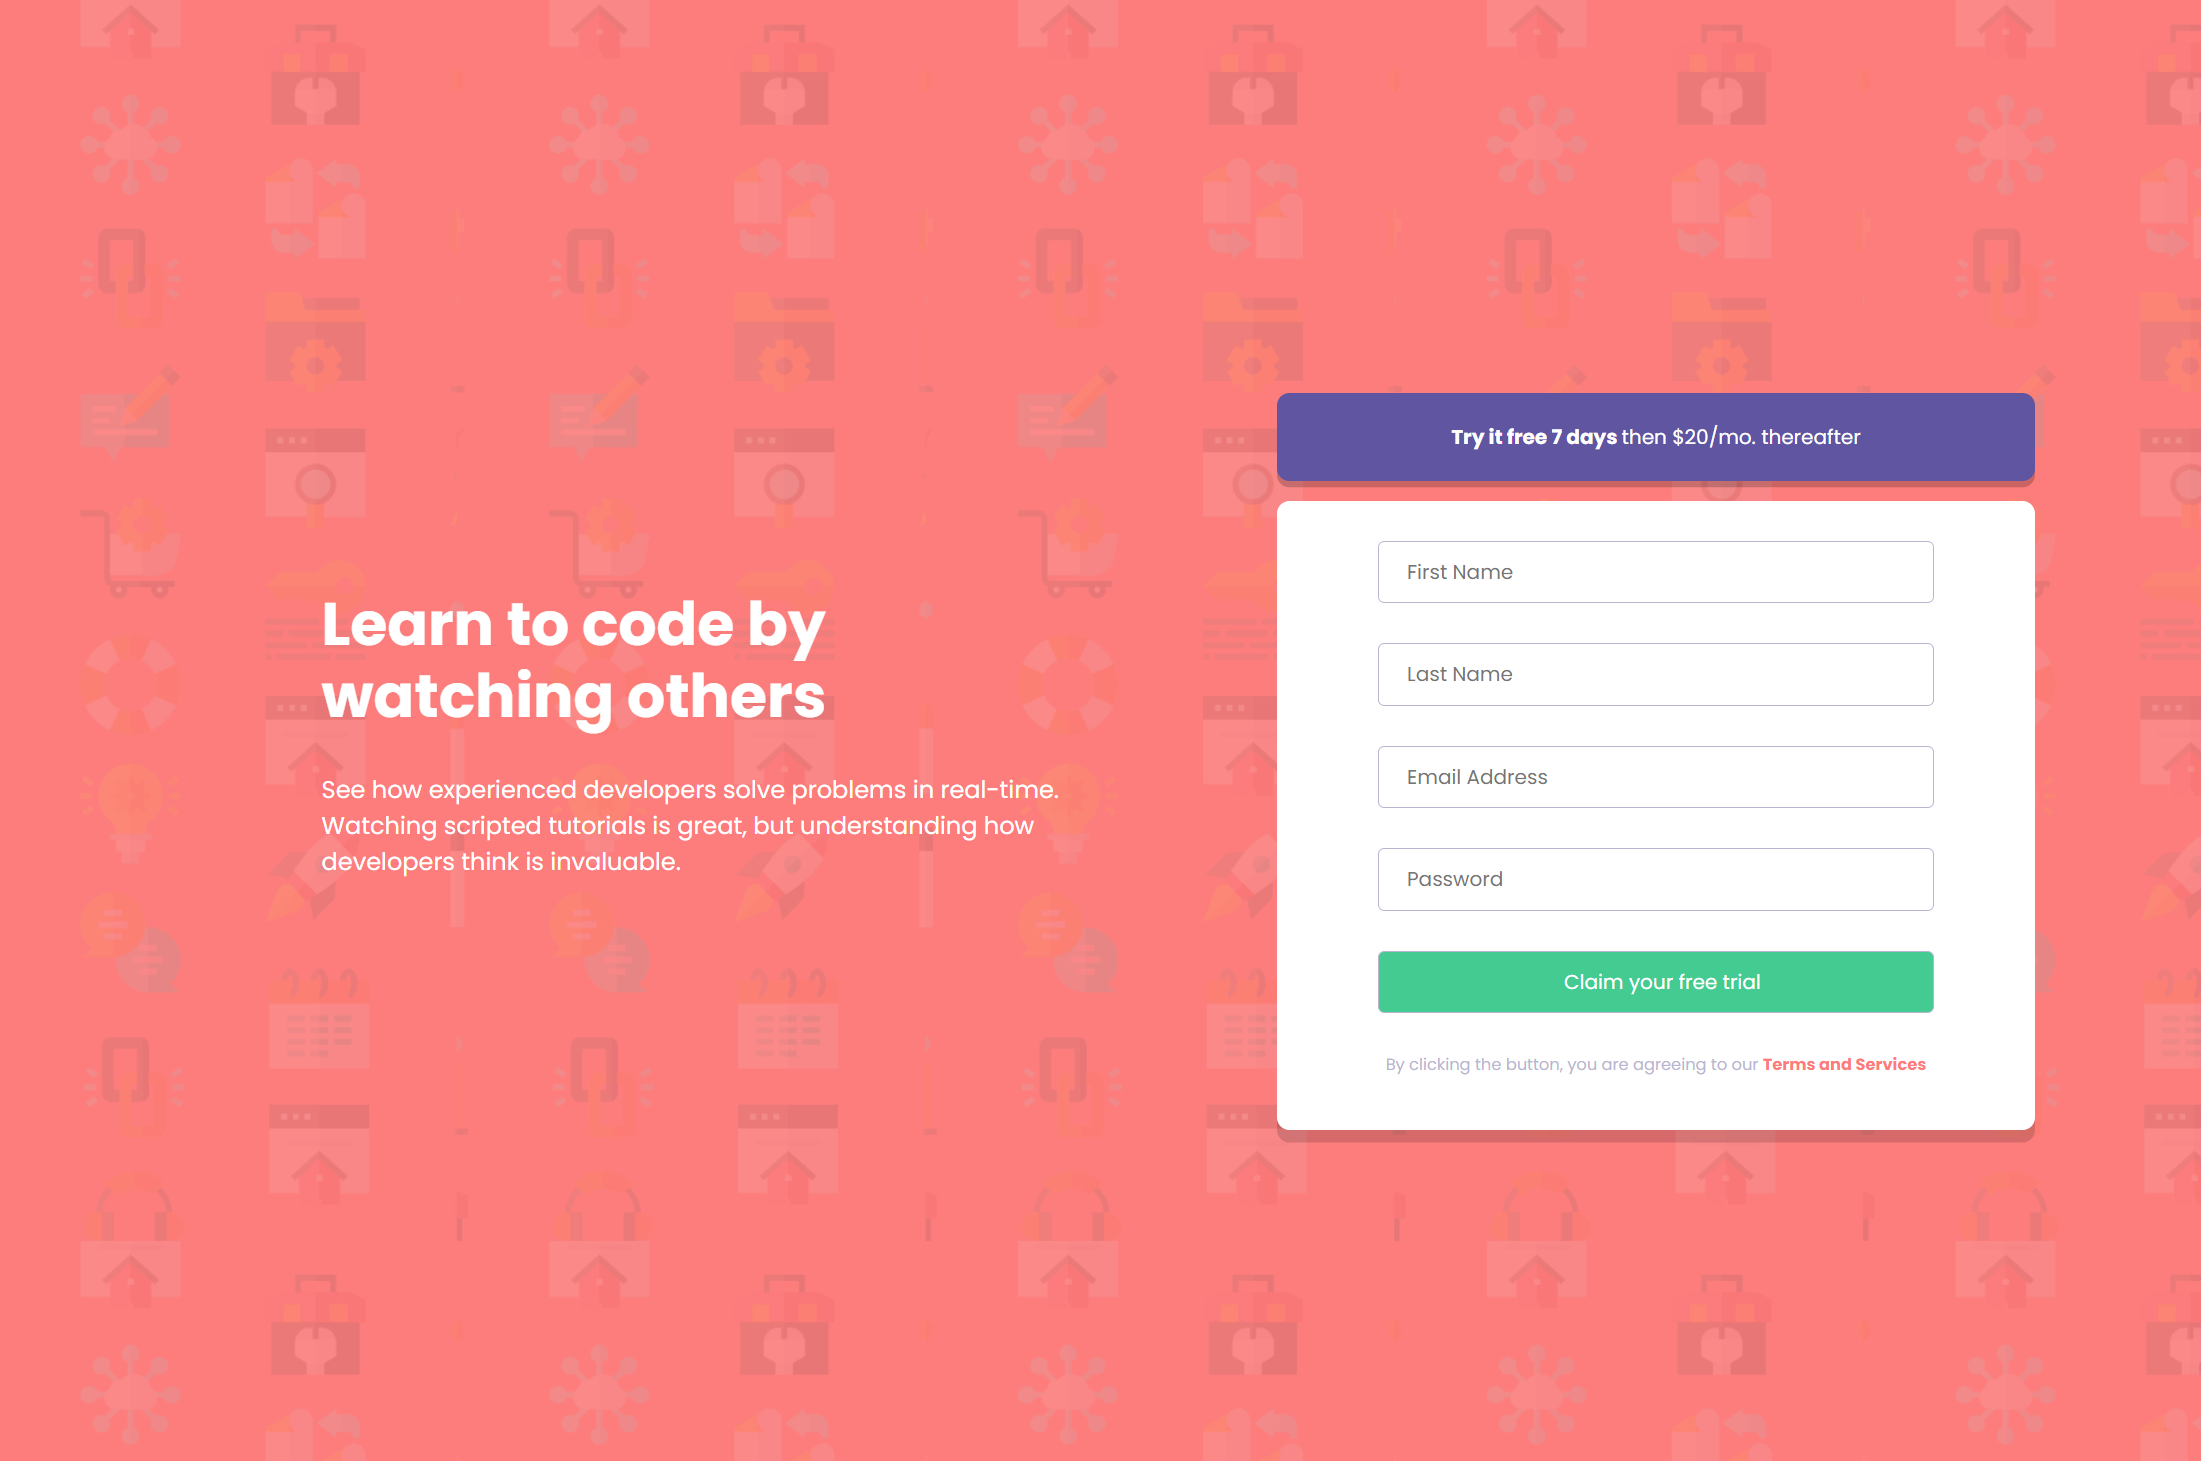 Learn to code by
watching others
See how experienced developers solve problems in real-time.
Watching scripted tutorials is great, but understanding how
developers think is invaluable.
Try it free 7 days then $20/mo. thereafter
First Name
Last Name
Email Address
Password
Claim your free trial
By clicking the button, you are agreeing to our Terms and Services